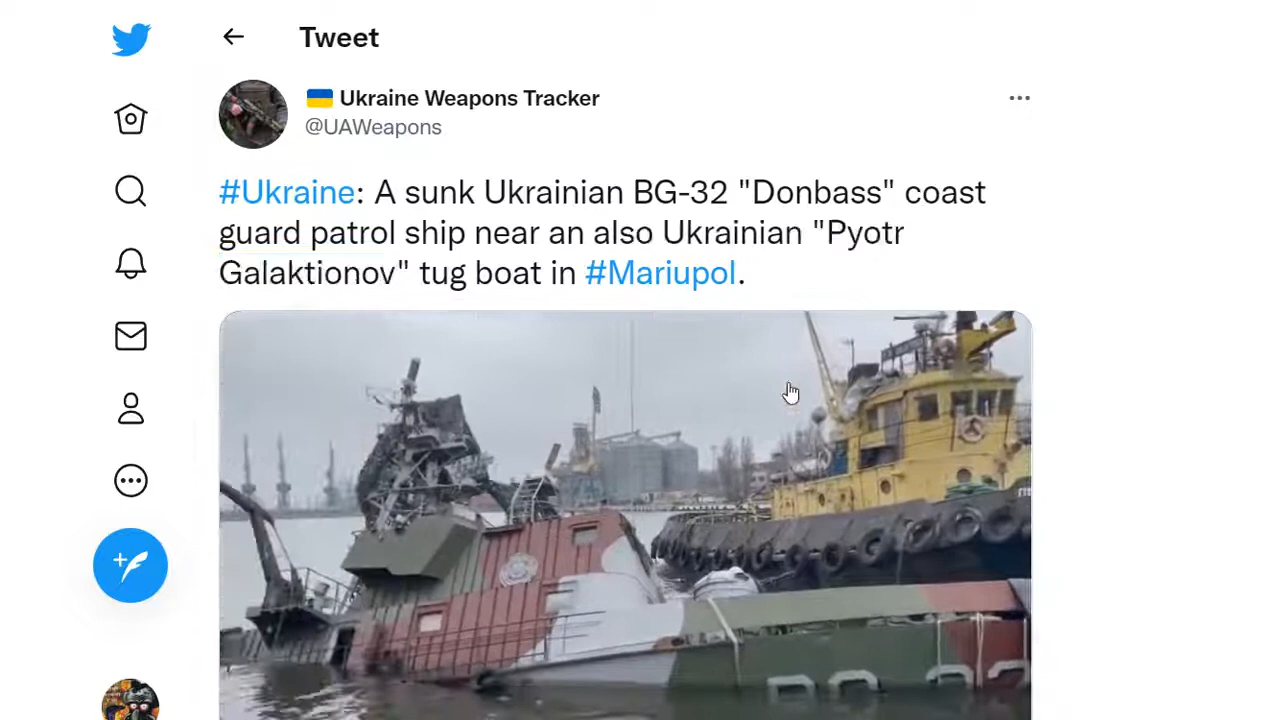 Tweet
Ukraine Weapons Tracker
@UAWeapons
#Ukraine: A sunk Ukrainian BG-32 "Donbass" coast
guard patrol ship near an also Ukrainian "Pyotr
Galaktionov" tug boat in #Mariupol.